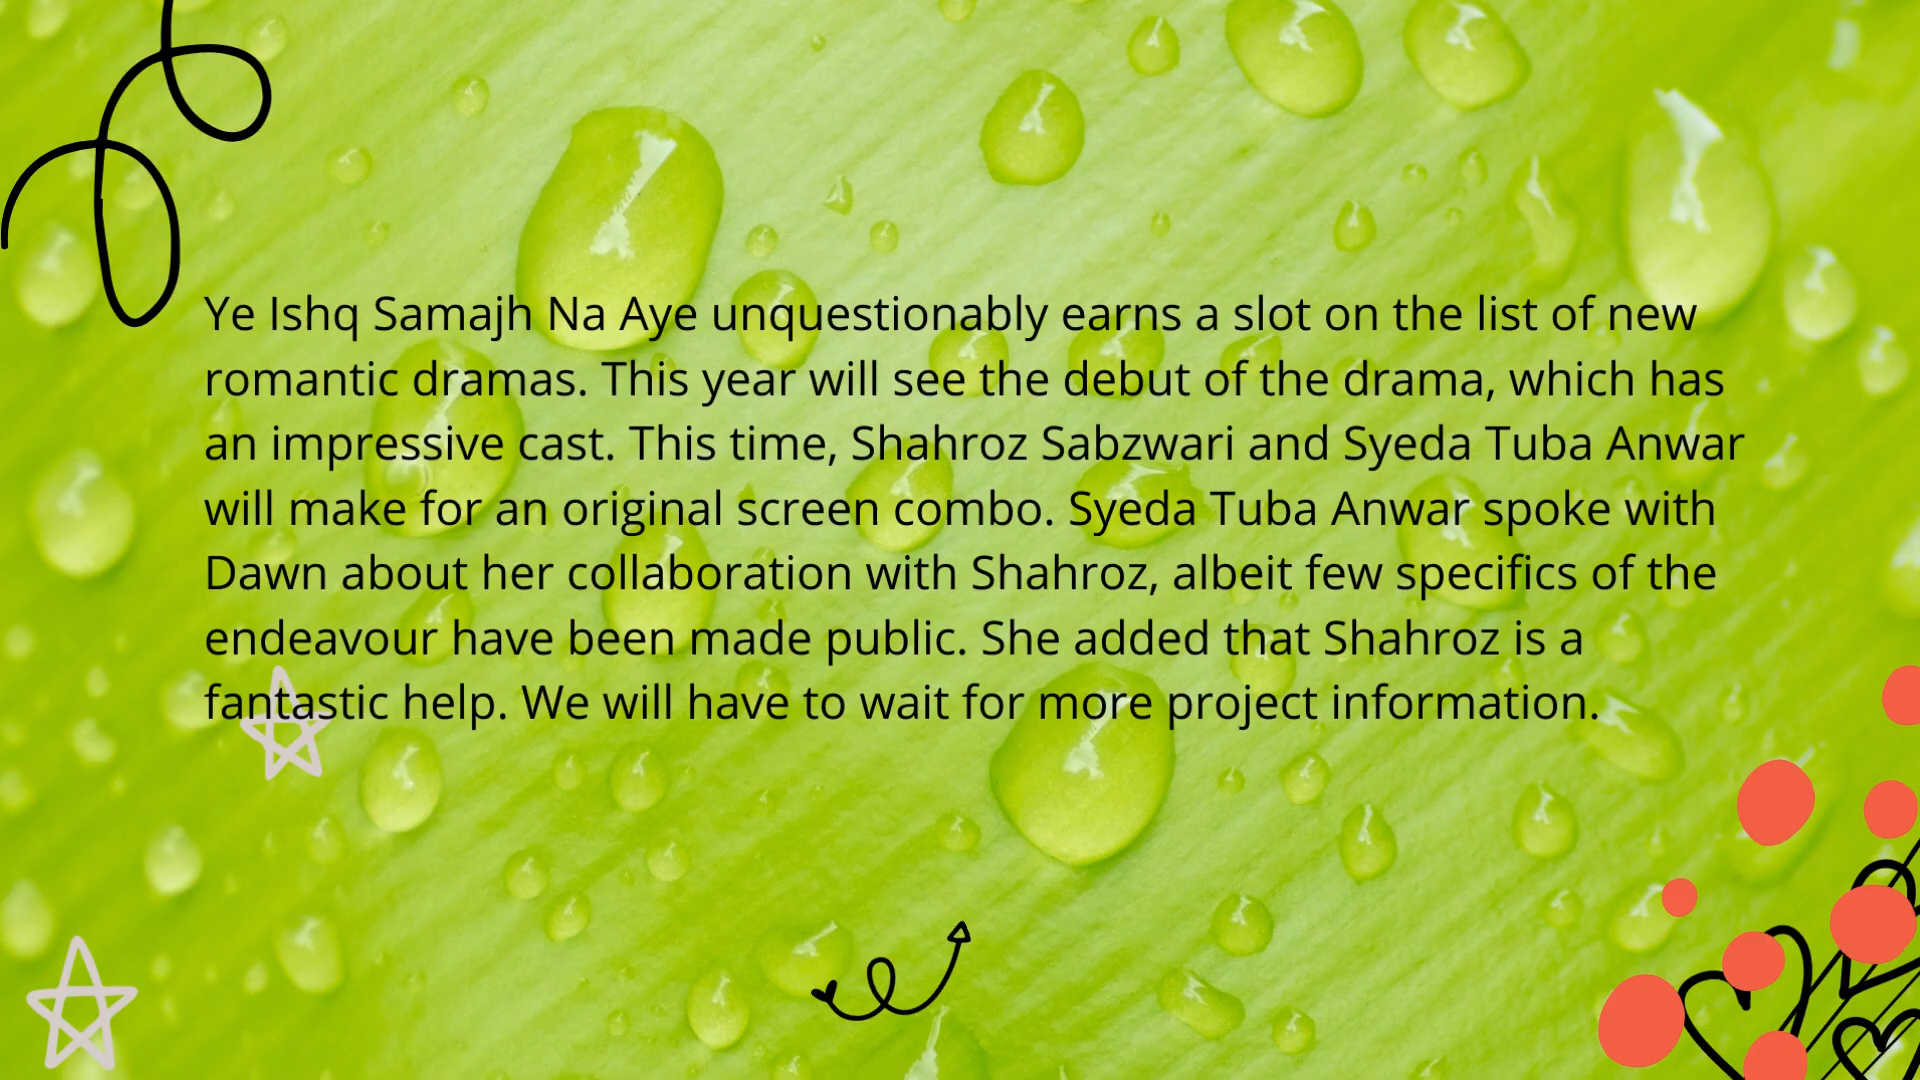 Ye Ishq Samajh Na Aye unquestionably earns a slot on the list of new
romantic dramas. This year will see the debut of the drama, which has
an impressive cast. This time, Shahroz Sabzwari and Syeda Tuba Anwar
will make for an original screen combo. Syeda Tuba Anwar spoke with
Dawn about her collaboration with Shahroz, albeit few specifics of the
endeavour have been made public. She added that Shahroz is a
fantastic help. We will have to wait for more project information.